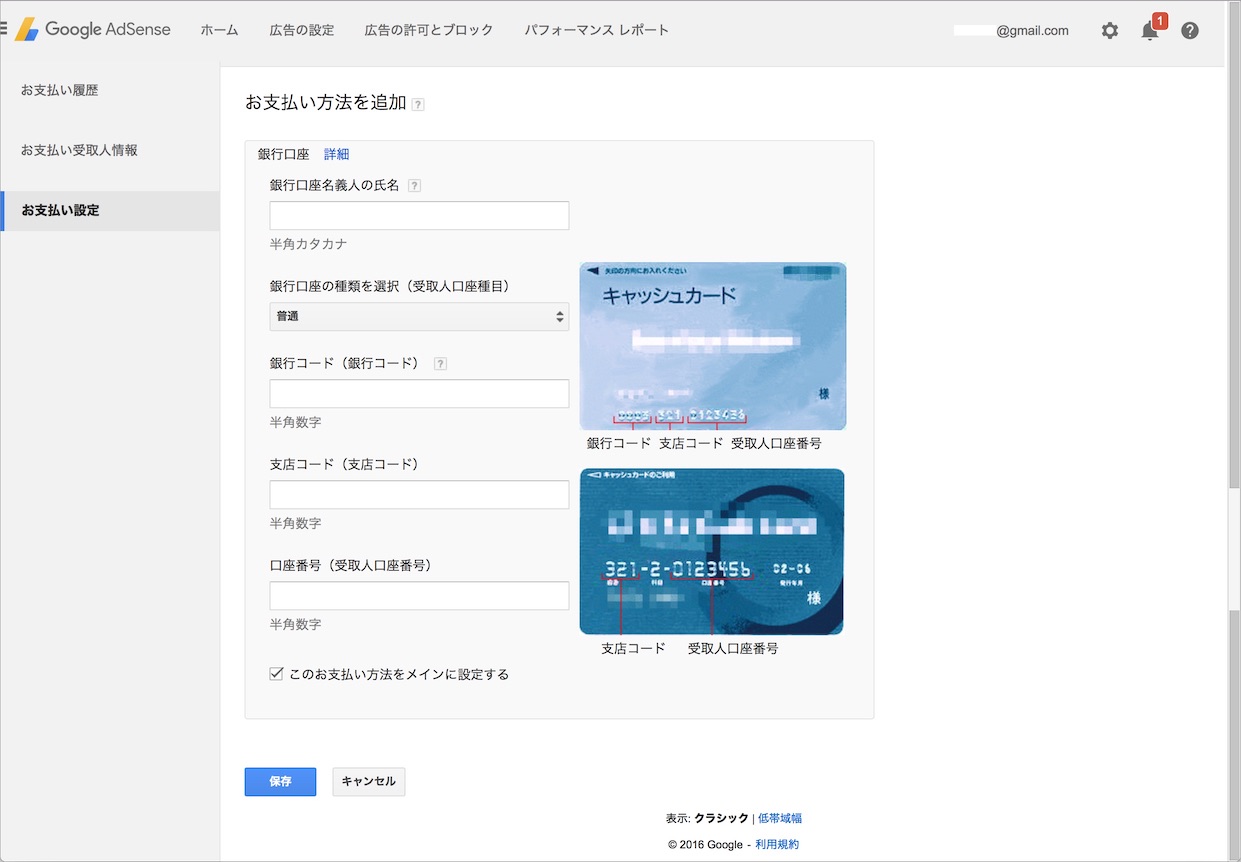 Google AdSense ホーム 広告の設定 広告の許可とブロック パフォーマンス レポート @gmail.com 1
お支払い履歴
お支払い受取人情報
お支払い設定
お支払い方法を追加 ?
銀行口座 詳細
銀行口座名義人の氏名 ?
半角カタカナ
銀行口座の種類を選択（受取人口座種目）
普通
銀行コード（銀行コード） ?
半角数字
支店コード（支店コード）
半角数字
口座番号（受取人口座番号）
半角数字
矢印の方向にお入れください
キャッシュカード
様
321 2123456
銀行コード 支店コード 受取人口座番号
キャッシュカードのご利用
321-2-0123456 02-06
科目 口座番号 発行年月
様
支店コード 受取人口座番号
このお支払い方法をメインに設定する
保存 キャンセル
表示: クラシック | 低帯域幅
© 2016 Google - 利用規約